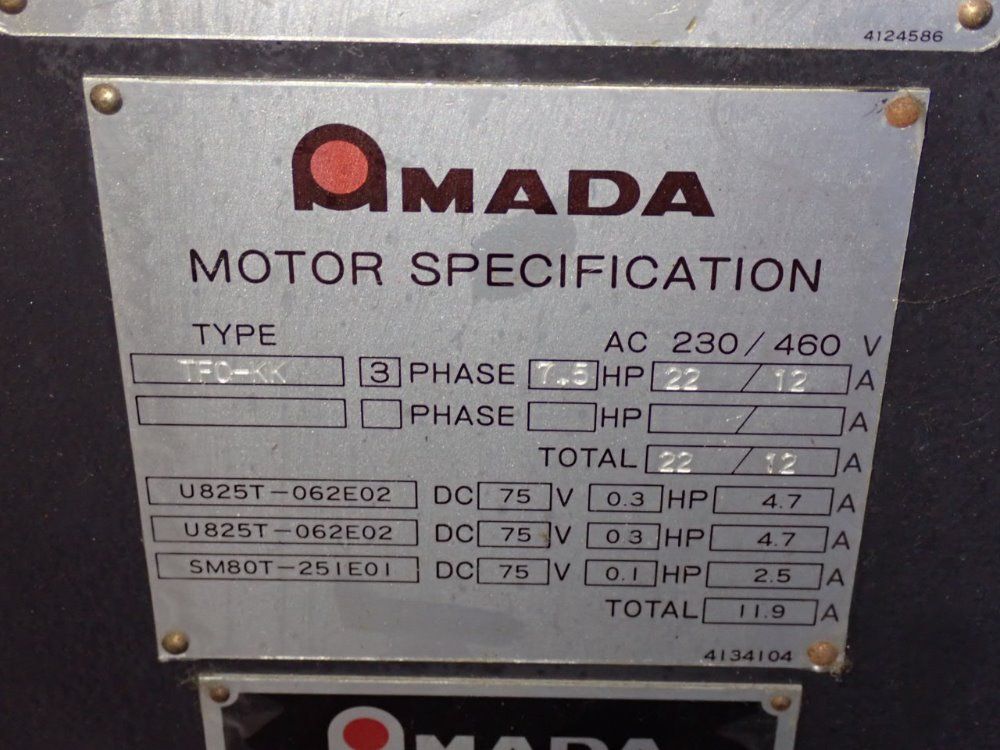 4124586
AMADA
MOTOR SPECIFICATION
TYPE AC 230/460 V
TFO-KK 3 PHASE 7.5 HP 22 / 12 A
PHASE HP / A
TOTAL 22 / 12 A
U825T-062E02 DC 75 V 0.3 HP 4.7 A
U825T-062E02 DC 75 V 0.3 HP 4.7 A
SM80T-251E01 DC 75 V 0.1 HP 2.5 A
TOTAL 11.9 A
4134104
AMADA